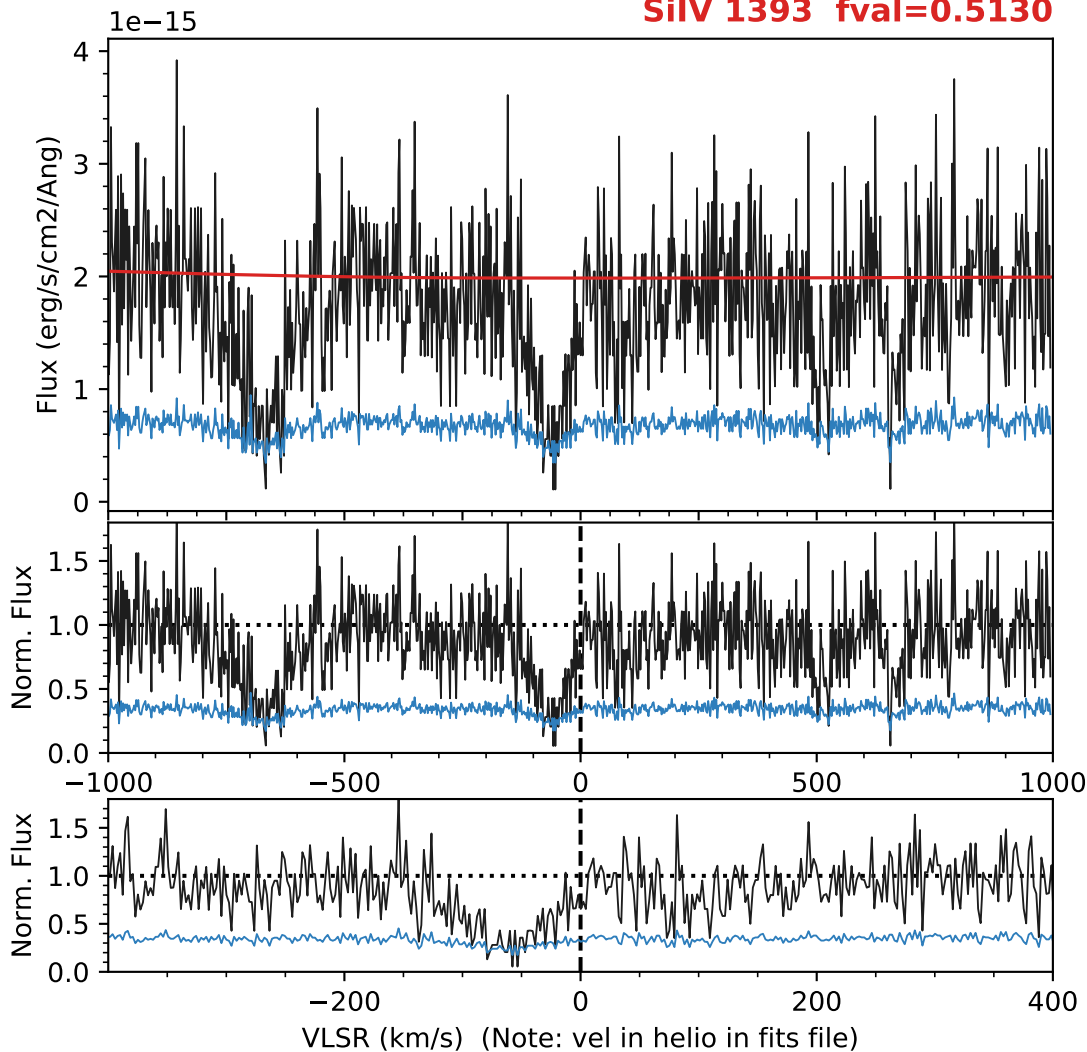 SiIV 1393 fval=0.5130
1e−15
4
3
2
1
0
Flux (erg/s/cm2/Ang)
1.5
1.0
0.5
0.0
Norm. Flux
−1000 −500 0 500 1000
1.5
1.0
0.5
0.0
Norm. Flux
−200 0 200 400
VLSR (km/s) (Note: vel in helio in fits file)